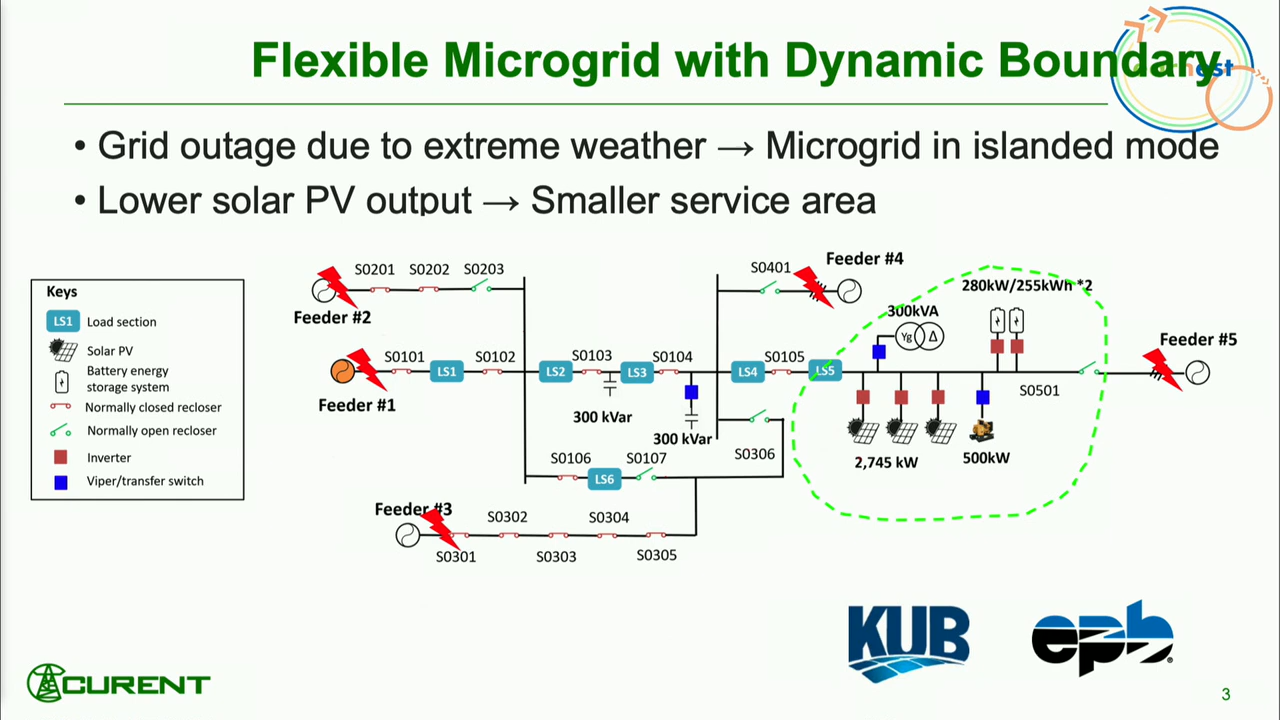 Flexible Microgrid with Dynamic Boundary
• Grid outage due to extreme weather → Microgrid in islanded mode
• Lower solar PV output → Smaller service area
Keys
LS1 Load section
Solar PV
Battery energy
storage system
Normally closed recloser
Normally open recloser
Inverter
Viper/transfer switch
S0201 S0202 S0203
Feeder #2
S0101 S0102
LS1
Feeder #1
LS2 S0103 LS3 S0104
300 kVar
300 kVar
S0401
Feeder #4
LS4 S0105 LS5
300kVA
Yg Δ
280kW/255kWh *2
Feeder #5
S0501
2,745 kW
500kW
S0306
S0106 S0107
LS6
Feeder #3
S0302 S0304
S0301 S0303 S0305
KUB
epb
CURENT
3